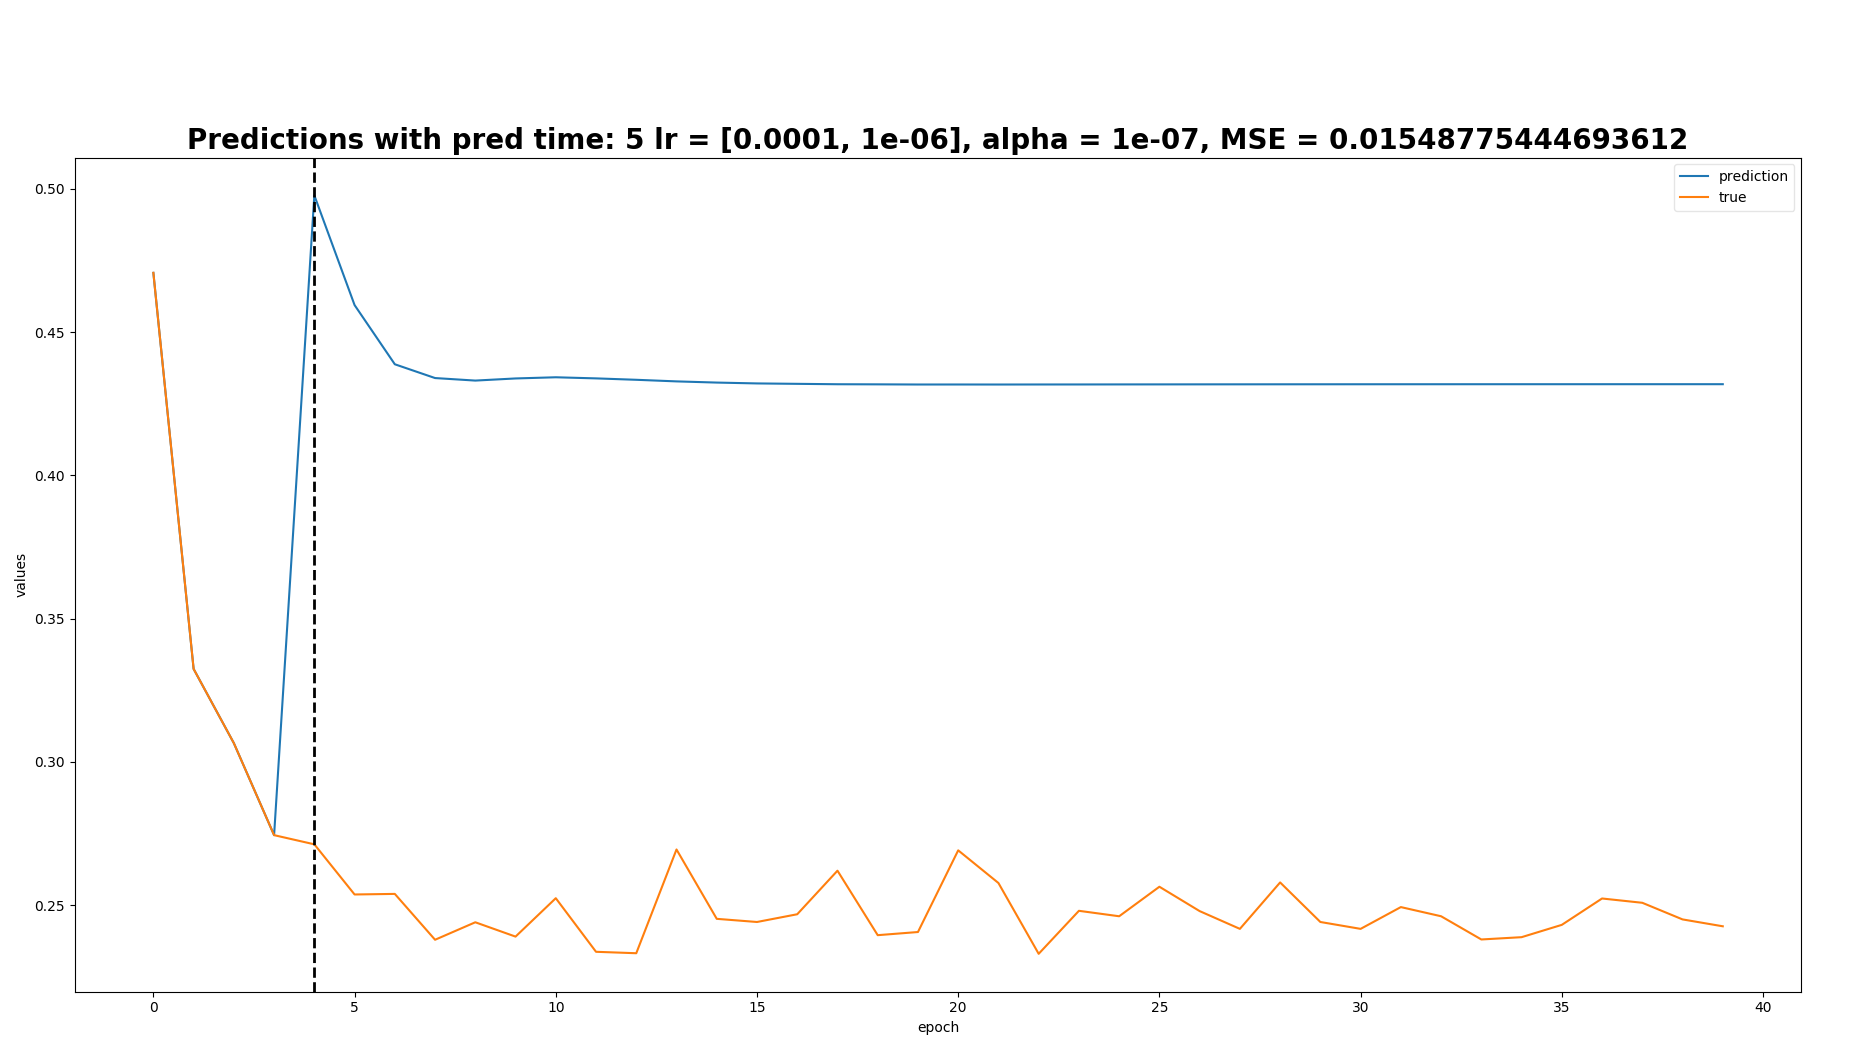 Predictions with pred time: 5 lr = [0.0001, 1e-06], alpha = 1e-07, MSE = 0.01548775444693612
prediction
true
0.50
0.45
0.40
0.35
0.30
0.25
values
0 5 10 15 20 25 30 35 40
epoch